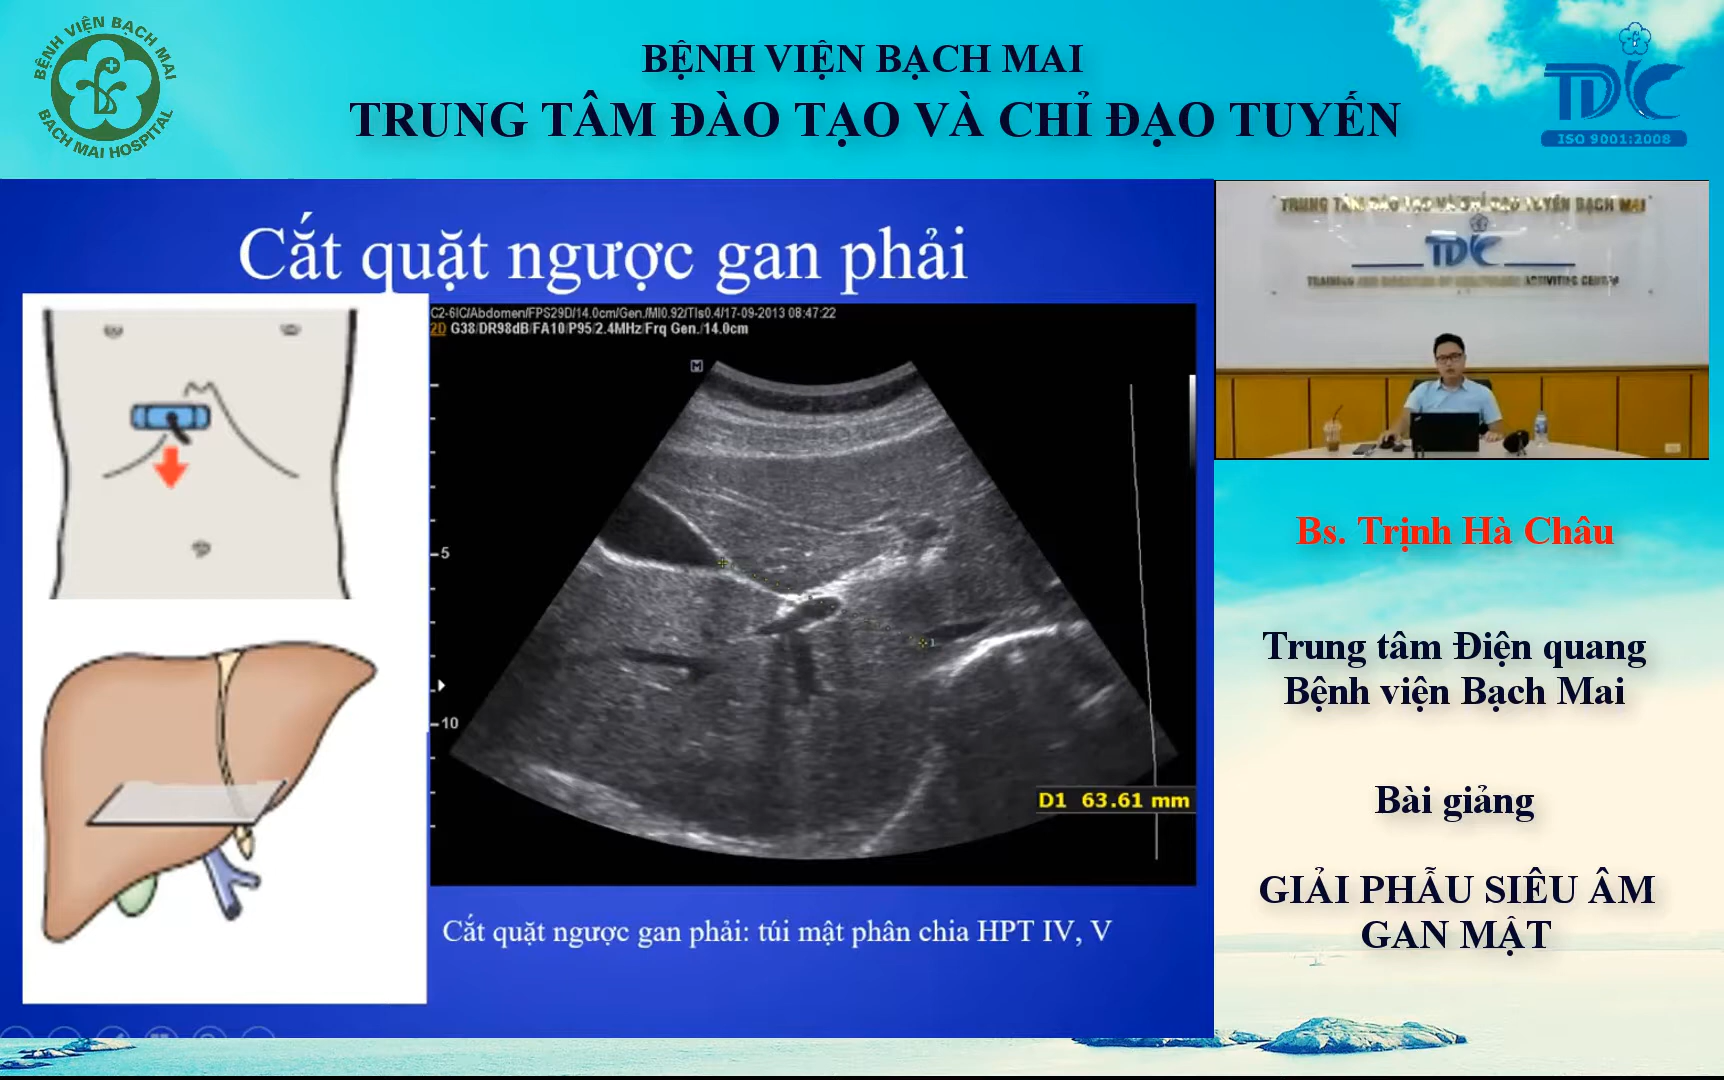 BỆNH VIỆN BẠCH MAI
BACH MAI HOSPITAL
BỆNH VIỆN BẠCH MAI
TRUNG TÂM ĐÀO TẠO VÀ CHỈ ĐẠO TUYẾN
TDC
ISO 9001:2008
Cắt quặt ngược gan phải
C2-6IC/Abdomen/FPS29D/14.0cm/Gen./MI0.92/TIs0.4/17-09-2013 08:47:22
2D G38/DR98dB/FA10/P95/2.4MHz/Frq Gen./14.0cm
M
5
1
10
D1 63.61 mm
Cắt quặt ngược gan phải: túi mật phân chia HPT IV, V
TRUNG TÂM ĐÀO TẠO VÀ CHỈ ĐẠO TUYẾN BẠCH MAI
TDC
Bs. Trịnh Hà Châu
Trung tâm Điện quang
Bệnh viện Bạch Mai
Bài giảng
GIẢI PHẪU SIÊU ÂM
GAN MẬT